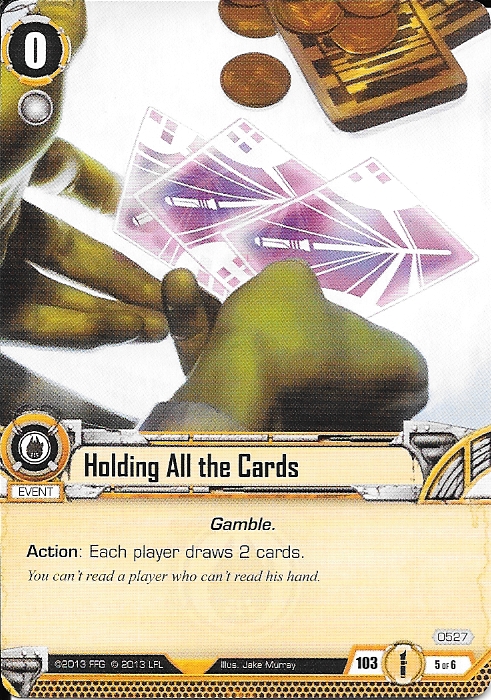 0
Holding All the Cards
EVENT
Gamble.
Action: Each player draws 2 cards.
You can't read a player who can't read his hand.
0527
©2013 FFG © 2013 LFL
Illus. Jake Murray
103
5 OF 6